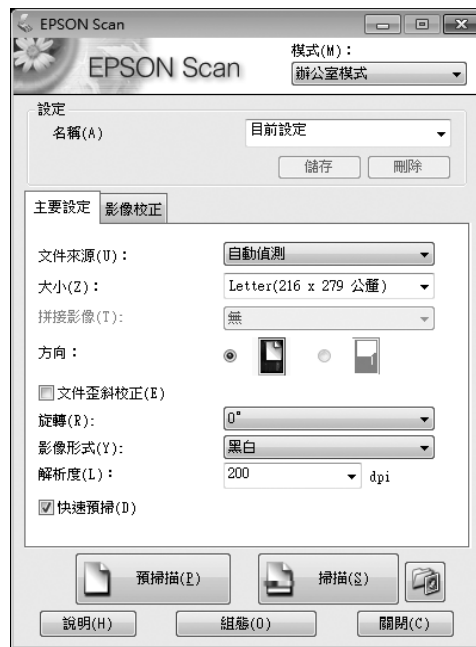 EPSON Scan
EPSON Scan
模式(M)：
辦公室模式
設定
名稱(A)
目前設定
儲存
刪除
主要設定
影像校正
文件來源(U)：
自動偵測
大小(Z)：
Letter(216 x 279 公釐)
拼接影像(T):
無
方向：
文件歪斜校正(E)
旋轉(R):
0°
影像形式(Y):
黑白
解析度(L)：
200
dpi
快速預掃(D)
預掃描(P)
掃描(S)
說明(H)
組態(O)
關閉(C)